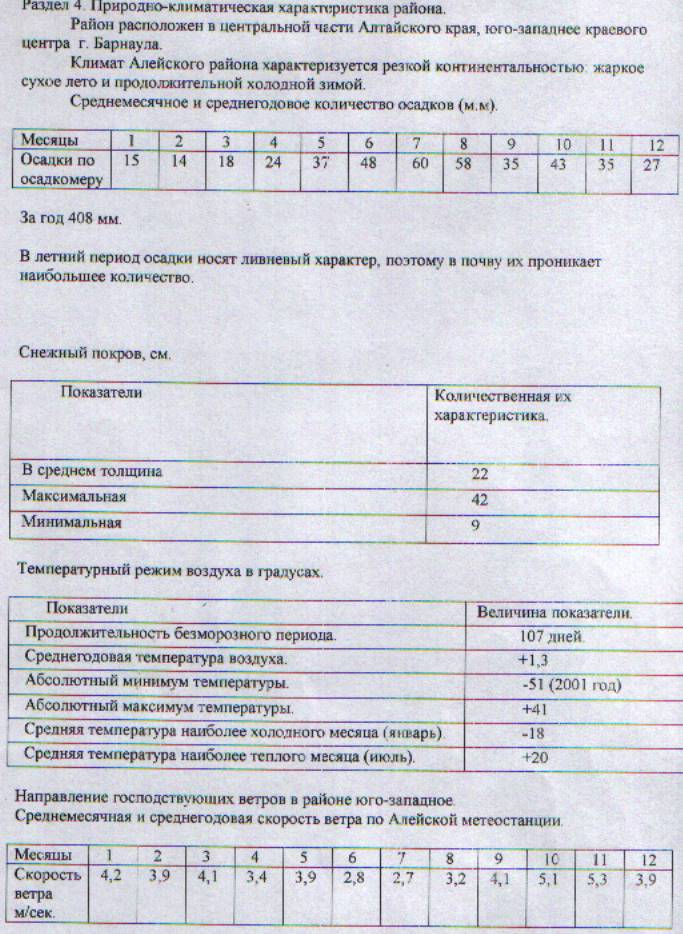 Раздел 4. Природно-климатическая характеристика района.
Район расположен в центральной части Алтайского края, юго-западнее краевого
центра г. Барнаула.
Климат Алейского района характеризуется резкой континентальностью: жаркое
сухое лето и продолжительной холодной зимой.
Среднемесячное и среднегодовое количество осадков (м.м).
Месяцы 1 2 3 4 5 6 7 8 9 10 11 12
Осадки по 15 14 18 24 37 48 60 58 35 43 35 27
осадкомеру
За год 408 мм.
В летний период осадки носят ливневый характер, поэтому в почву их проникает
наибольшее количество.
Снежный покров, см.
Показатели Количественная их
характеристика.
В среднем толщина 22
Максимальная 42
Минимальная 9
Температурный режим воздуха в градусах.
Показатели Величина показатели.
Продолжительность безморозного периода. 107 дней.
Среднегодовая температура воздуха. +1,3
Абсолютный минимум температуры. -51 (2001 год)
Абсолютный максимум температуры. +41
Средняя температура наиболее холодного месяца (январь). -18
Средняя температура наиболее теплого месяца (июль). +20
Направление господствующих ветров в районе юго-западное.
Среднемесячная и среднегодовая скорость ветра по Алейской метеостанции.
Месяцы 1 2 3 4 5 6 7 8 9 10 11 12
Скорость 4,2 3,9 4,1 3,4 3,9 2,8 2,7 3,2 4,1 5,1 5,3 3,9
ветра
м/сек.